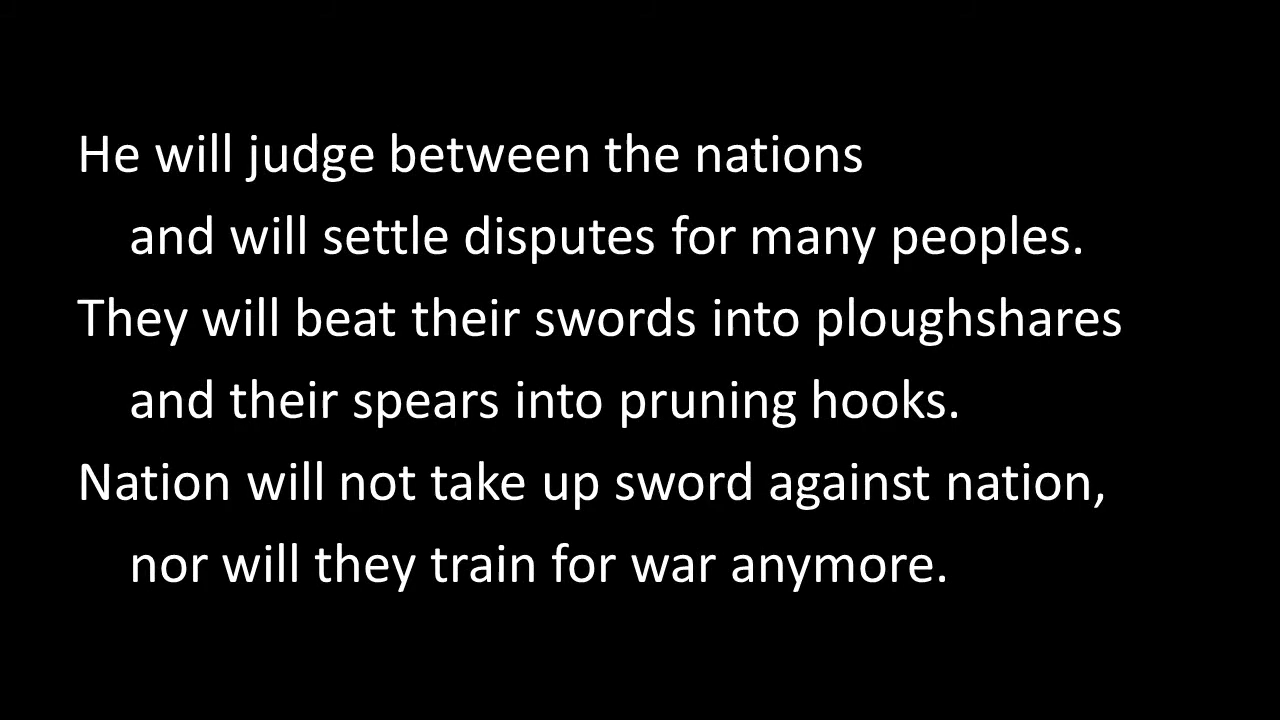 He will judge between the nations
and will settle disputes for many peoples.
They will beat their swords into ploughshares
and their spears into pruning hooks.
Nation will not take up sword against nation,
nor will they train for war anymore.